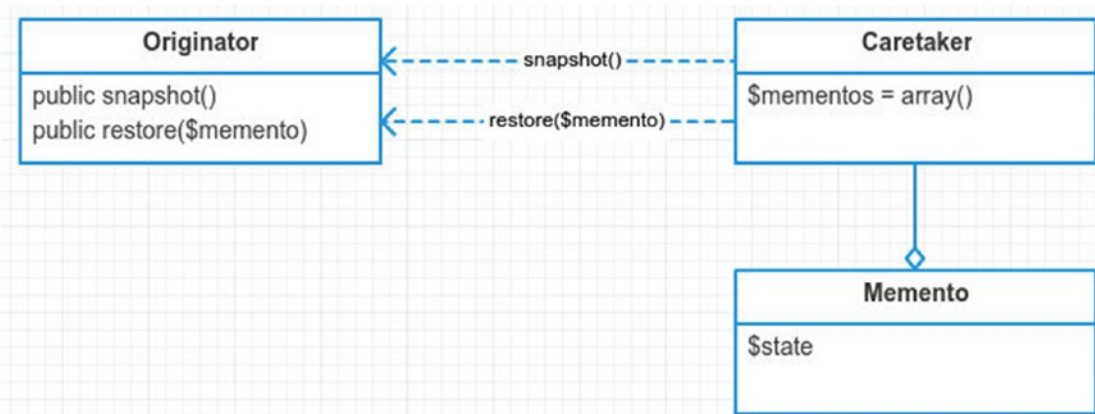 Originator
public snapshot()
public restore($memento)
snapshot()
restore($memento)
Caretaker
$mementos = array()
Memento
$state